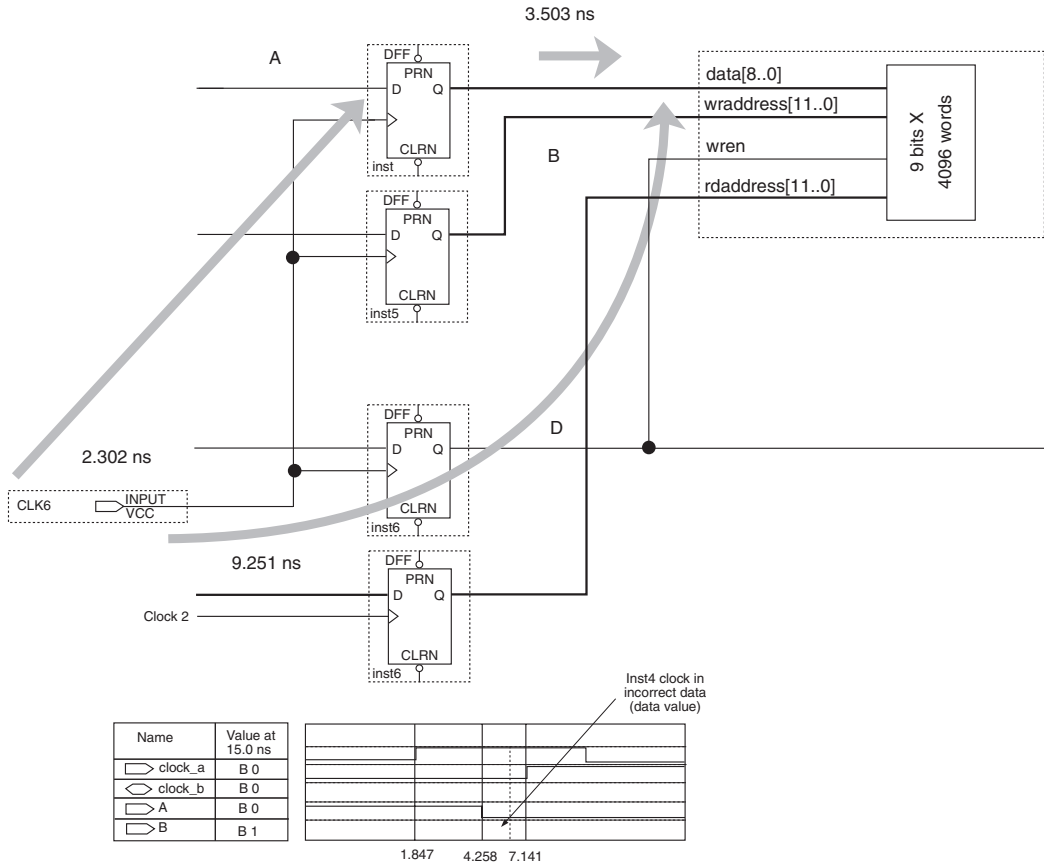 3.503 ns
A
DFF
PRN
D Q
CLRN
inst
data[8..0]
wraddress[11..0]
wren
rdaddress[11..0]
9 bits X
4096 words
B
DFF
PRN
D Q
CLRN
inst5
DFF
PRN
D Q
CLRN
inst6
D
2.302 ns
CLK6
INPUT
VCC
9.251 ns
DFF
PRN
D Q
CLRN
inst6
Clock 2
Inst4 clock in
incorrect data
(data value)
Name
Value at
15.0 ns
clock_a B 0
clock_b B 0
A B 0
B B 1
1.847 4.258 7.141